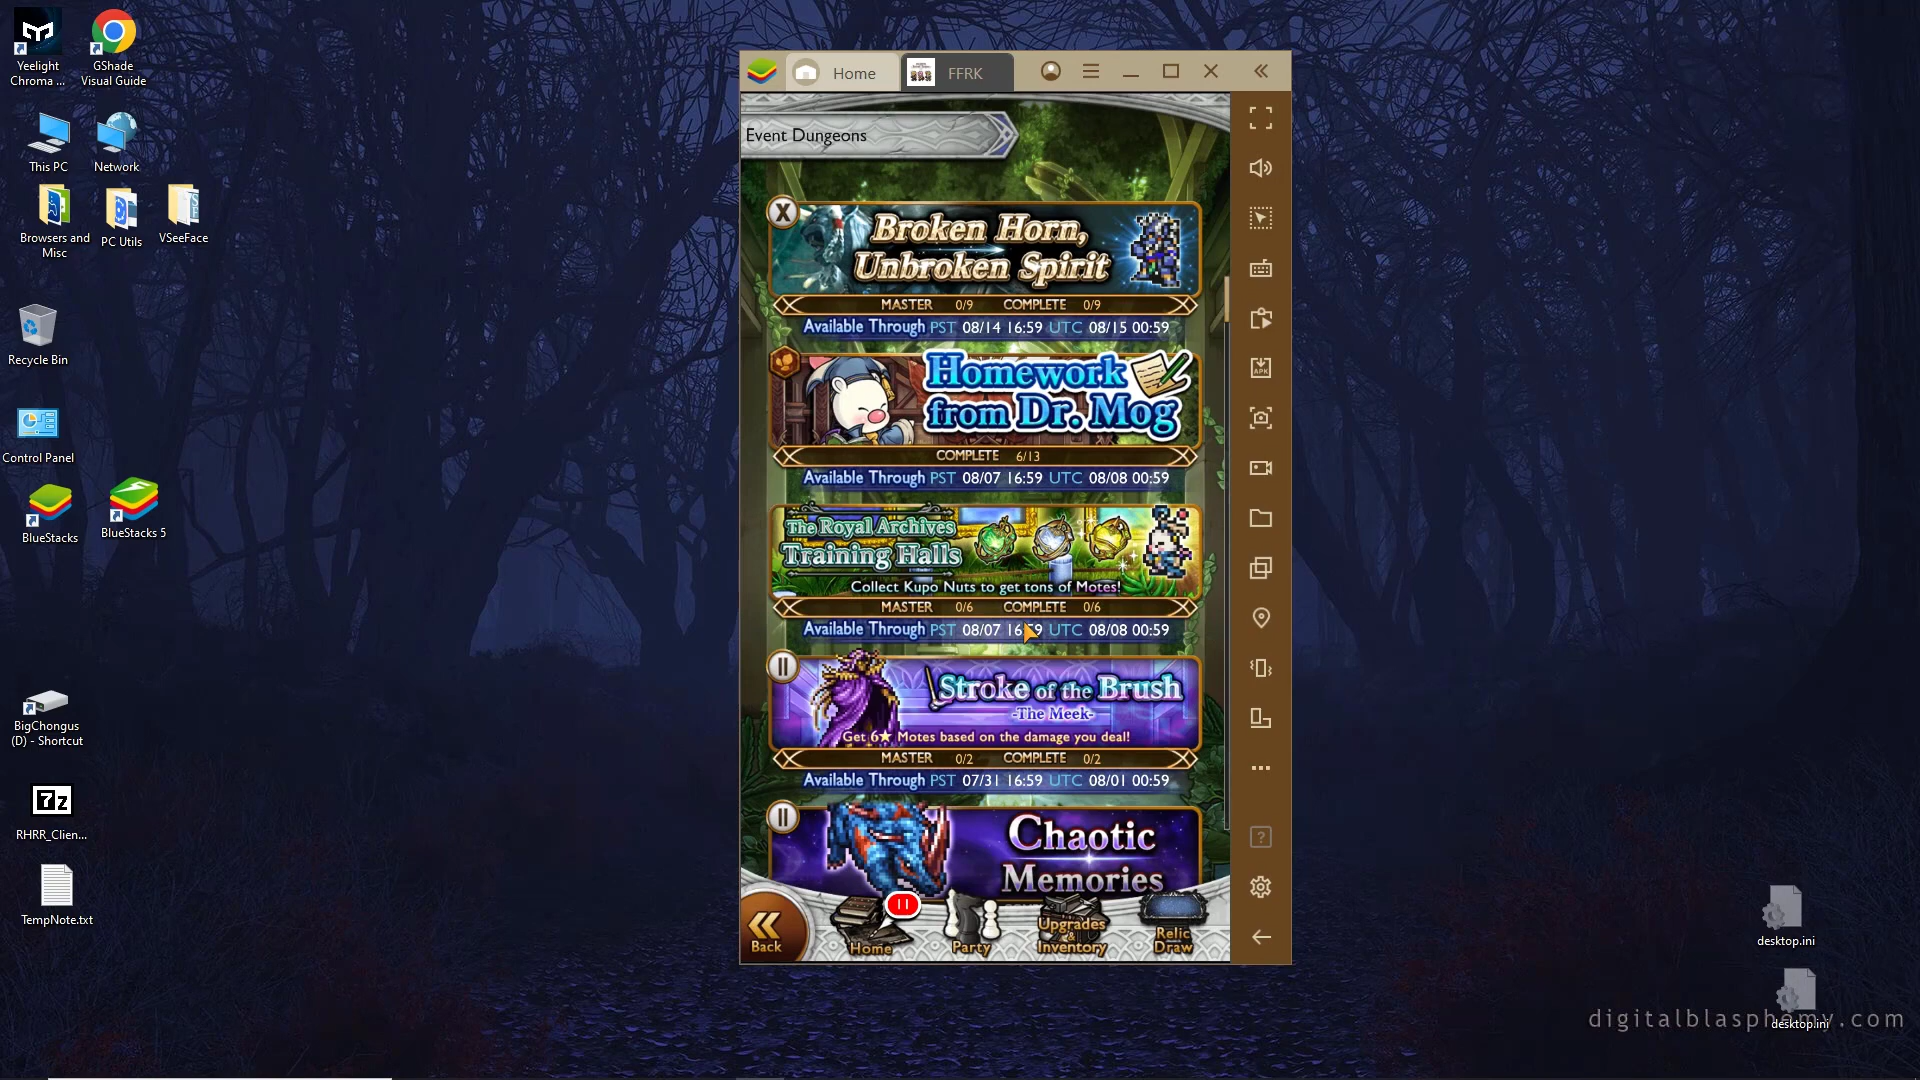 Yeelight
Chroma ...
GShade
Visual Guide
This PC
Network
Browsers and
Misc
PC Utils
VSeeFace
Recycle Bin
Control Panel
BlueStacks
BlueStacks 5
BigChongus
(D) - Shortcut
7z
RHRR_Clien...
TempNote.txt
Home
FFRK
Event Dungeons
X
Broken Horn,
Unbroken Spirit
MASTER 0/9 COMPLETE 0/9
Available Through PST 08/14 16:59 UTC 08/15 00:59
Homework
from Dr. Mog
COMPLETE 6/13
Available Through PST 08/07 16:59 UTC 08/08 00:59
The Royal Archives
Training Halls
Collect Kupo Nuts to get tons of Motes!
MASTER 0/6 COMPLETE 0/6
Available Through PST 08/07 16:59 UTC 08/08 00:59
II
Stroke of the Brush
-The Meek-
Get 6★ Motes based on the damage you deal!
MASTER 0/2 COMPLETE 0/2
Available Through PST 07/31 16:59 UTC 08/01 00:59
II
Chaotic
Memories
11
Back
Home
Party
Upgrades
&
Inventory
Relic
Draw
APK
desktop.ini
desktop.ini
digitalblasphemy.com